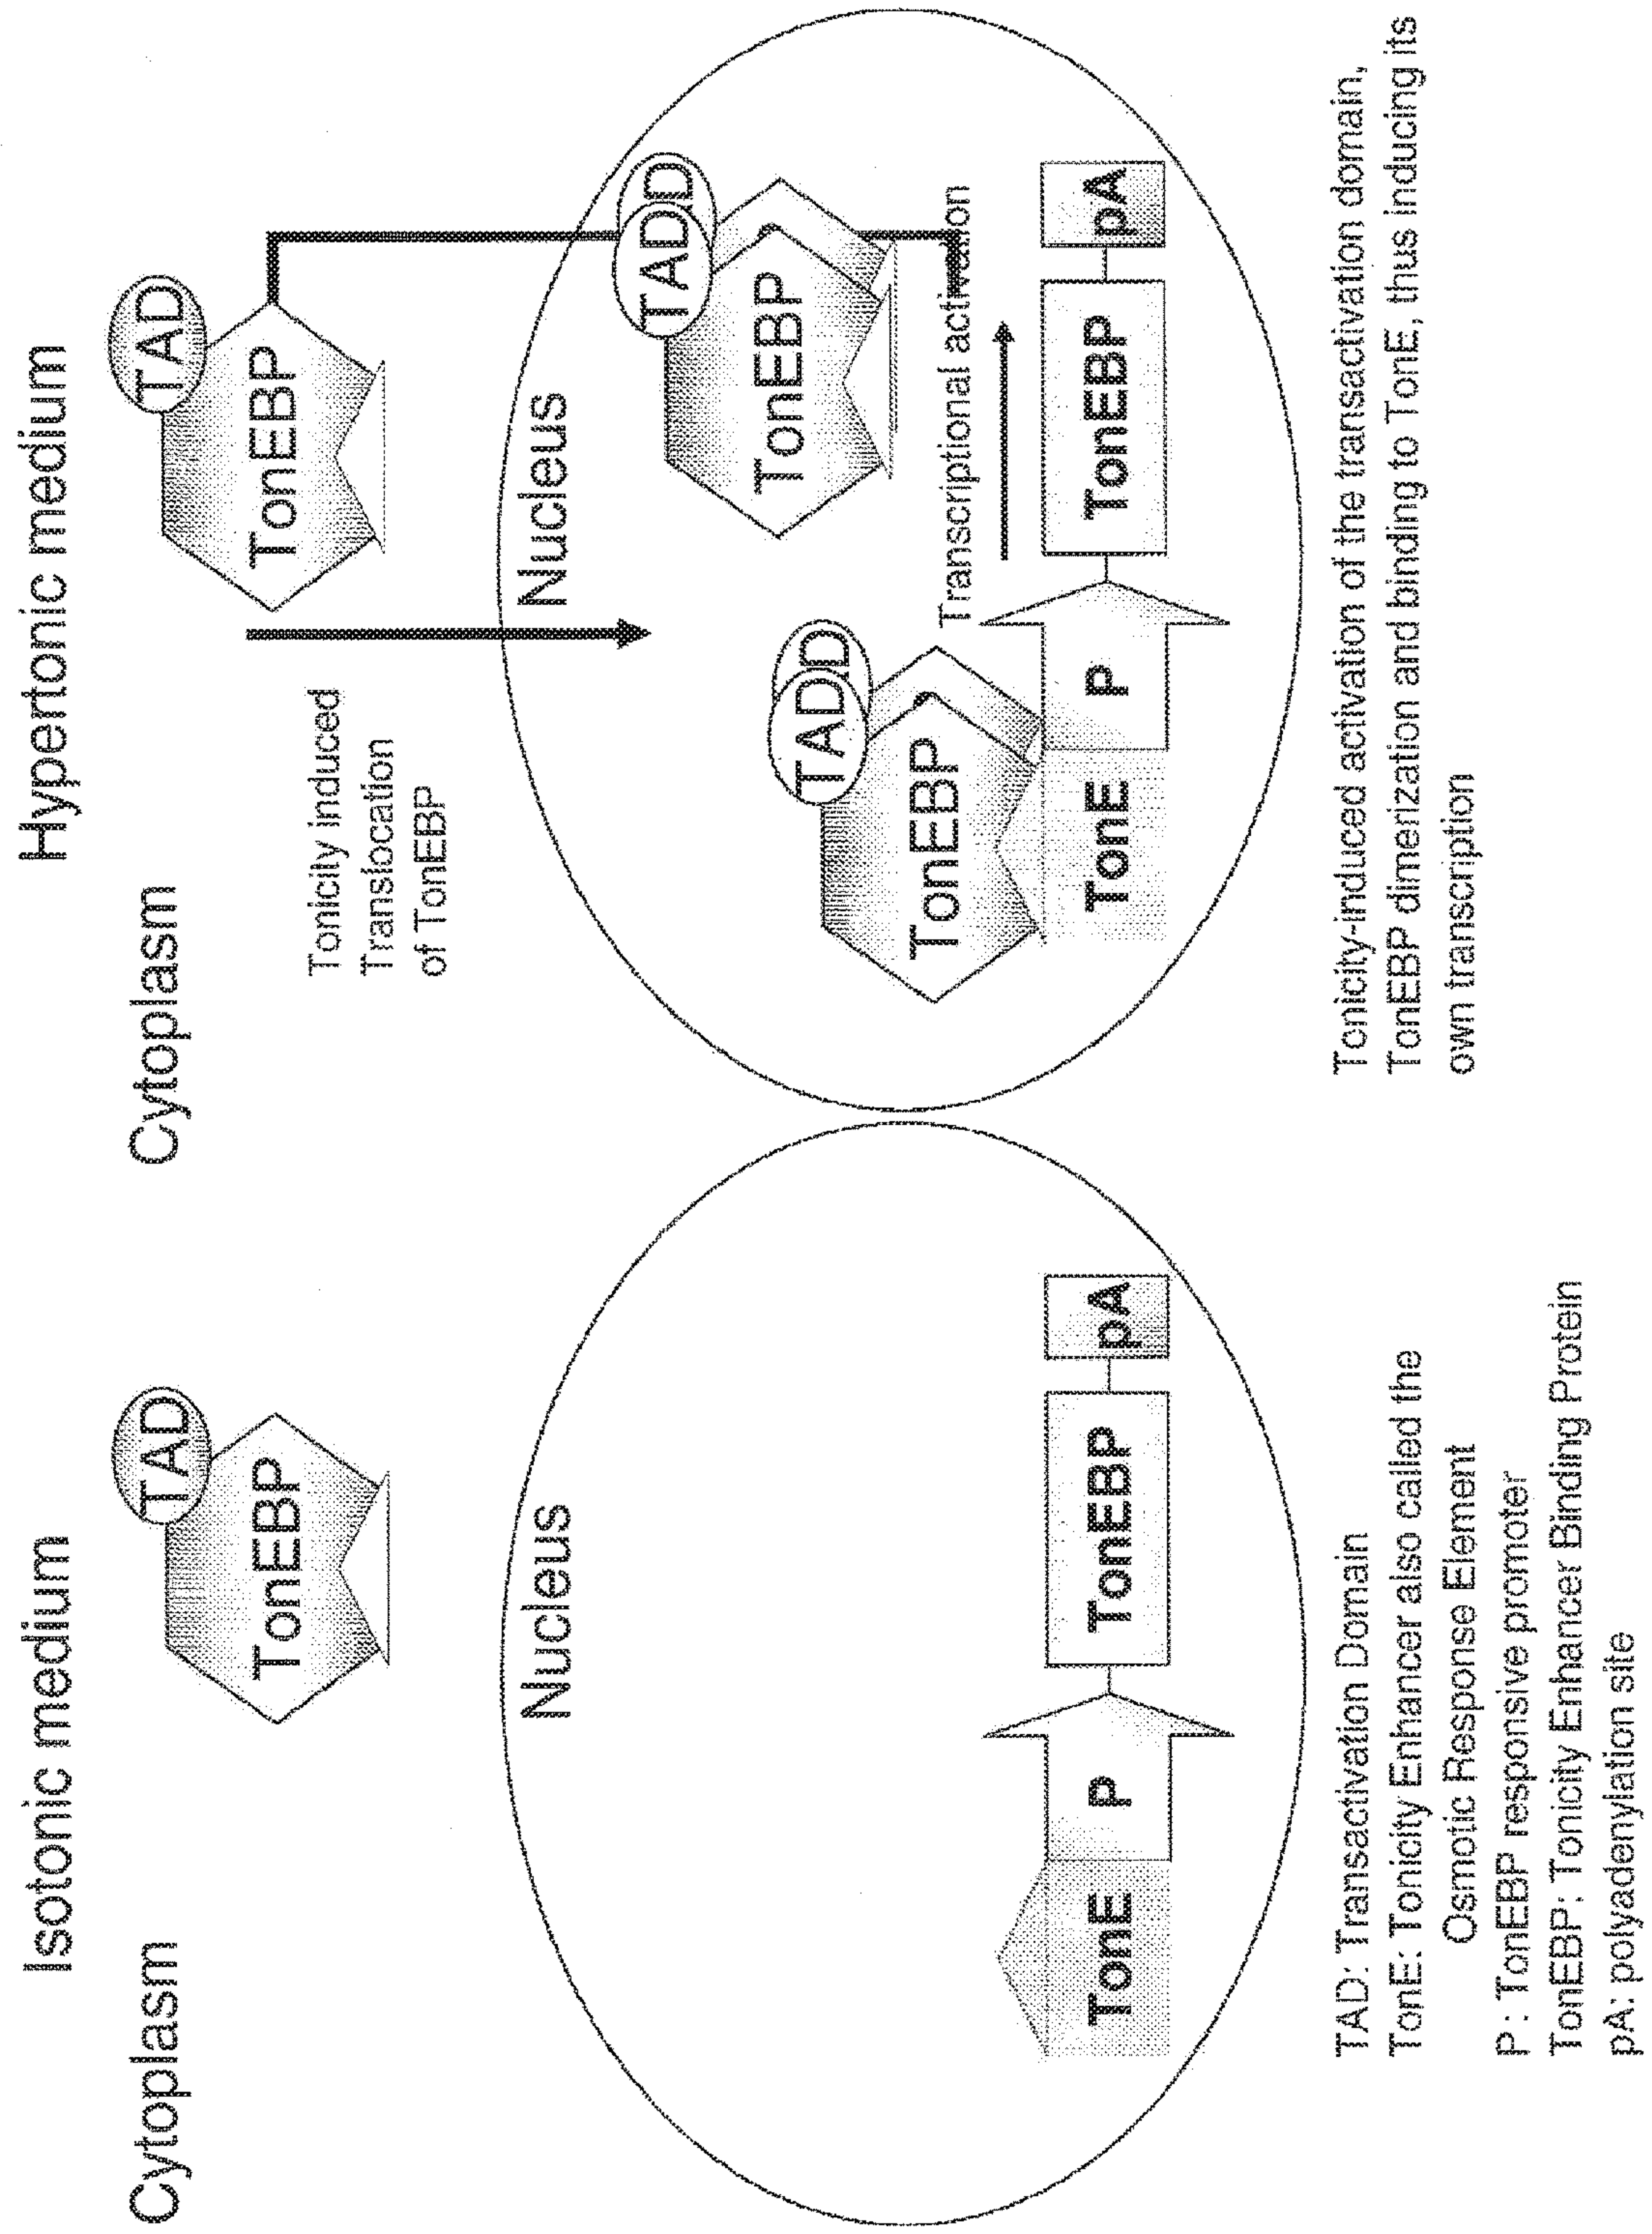 Isotonic medium
Cytoplasm
TAD
TonEBP
Nucleus
TonE
P
TonEBP
pA
TAD: Transactivation Domain
TonE: Tonicity Enhancer also called the
Osmotic Response Element
P : TonEBP responsive promoter
TonEBP: Tonicity Enhancer Binding Protein
pA: polyadenylation site
Hypertonic medium
Cytoplasm
TAD
TonEBP
Tonicity induced
Translocation
of TonEBP
Nucleus
TAD
D
TonEBP
TAD
D
TonEBP
Transcriptional activation
TonE
P
TonEBP
pA
Tonicity-induced activation of the transactivation domain,
TonEBP dimerization and binding to TonE, thus inducing its
own transcription